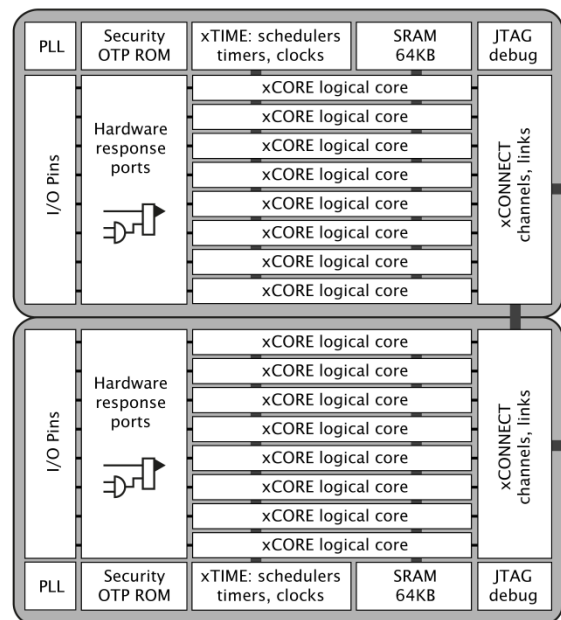 PLL
Security
OTP ROM
xTIME: schedulers
timers, clocks
SRAM
64KB
JTAG
debug
I/O Pins
Hardware
response
ports
xCORE logical core
xCORE logical core
xCORE logical core
xCORE logical core
xCORE logical core
xCORE logical core
xCORE logical core
xCORE logical core
xCONNECT
channels, links
I/O Pins
Hardware
response
ports
xCORE logical core
xCORE logical core
xCORE logical core
xCORE logical core
xCORE logical core
xCORE logical core
xCORE logical core
xCORE logical core
xCONNECT
channels, links
PLL
Security
OTP ROM
xTIME: schedulers
timers, clocks
SRAM
64KB
JTAG
debug